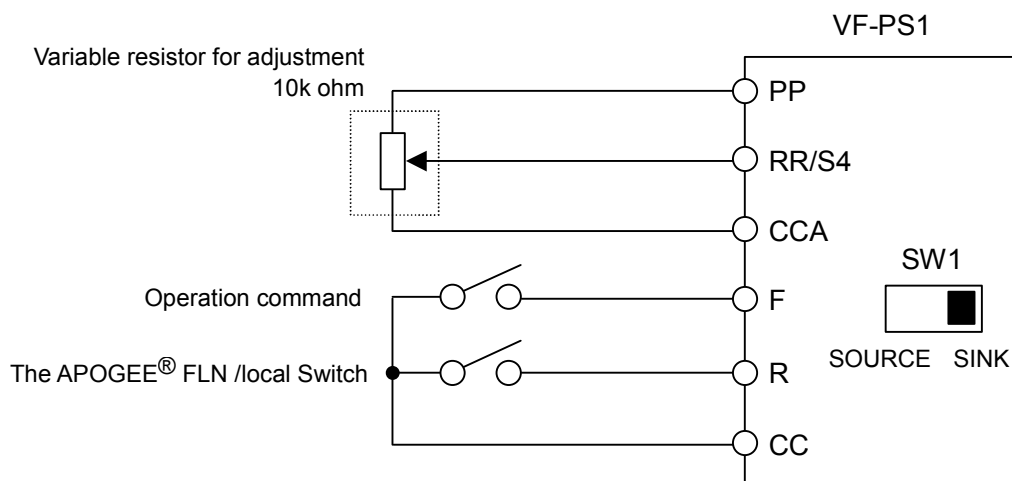 VF-PS1
Variable resistor for adjustment
10k ohm
PP
RR/S4
CCA
SW1
Operation command
F
SOURCE SINK
The APOGEE® FLN /local Switch
R
CC